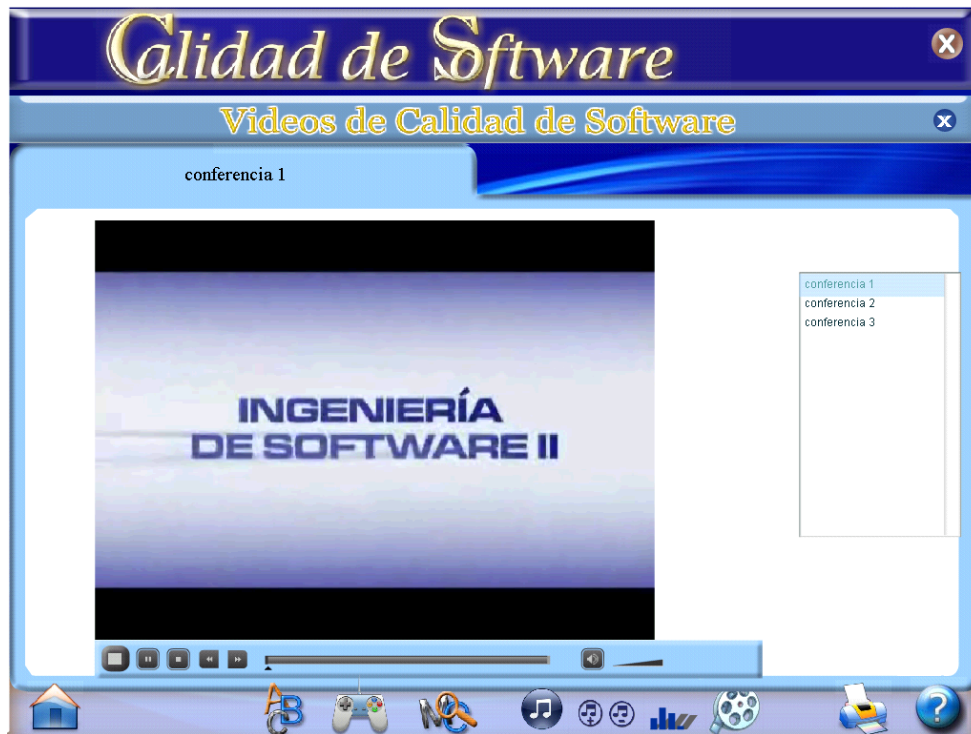 Calidad de Software
Videos de Calidad de Software
conferencia 1
INGENIERÍA
DE SOFTWARE II
conferencia 1
conferencia 2
conferencia 3